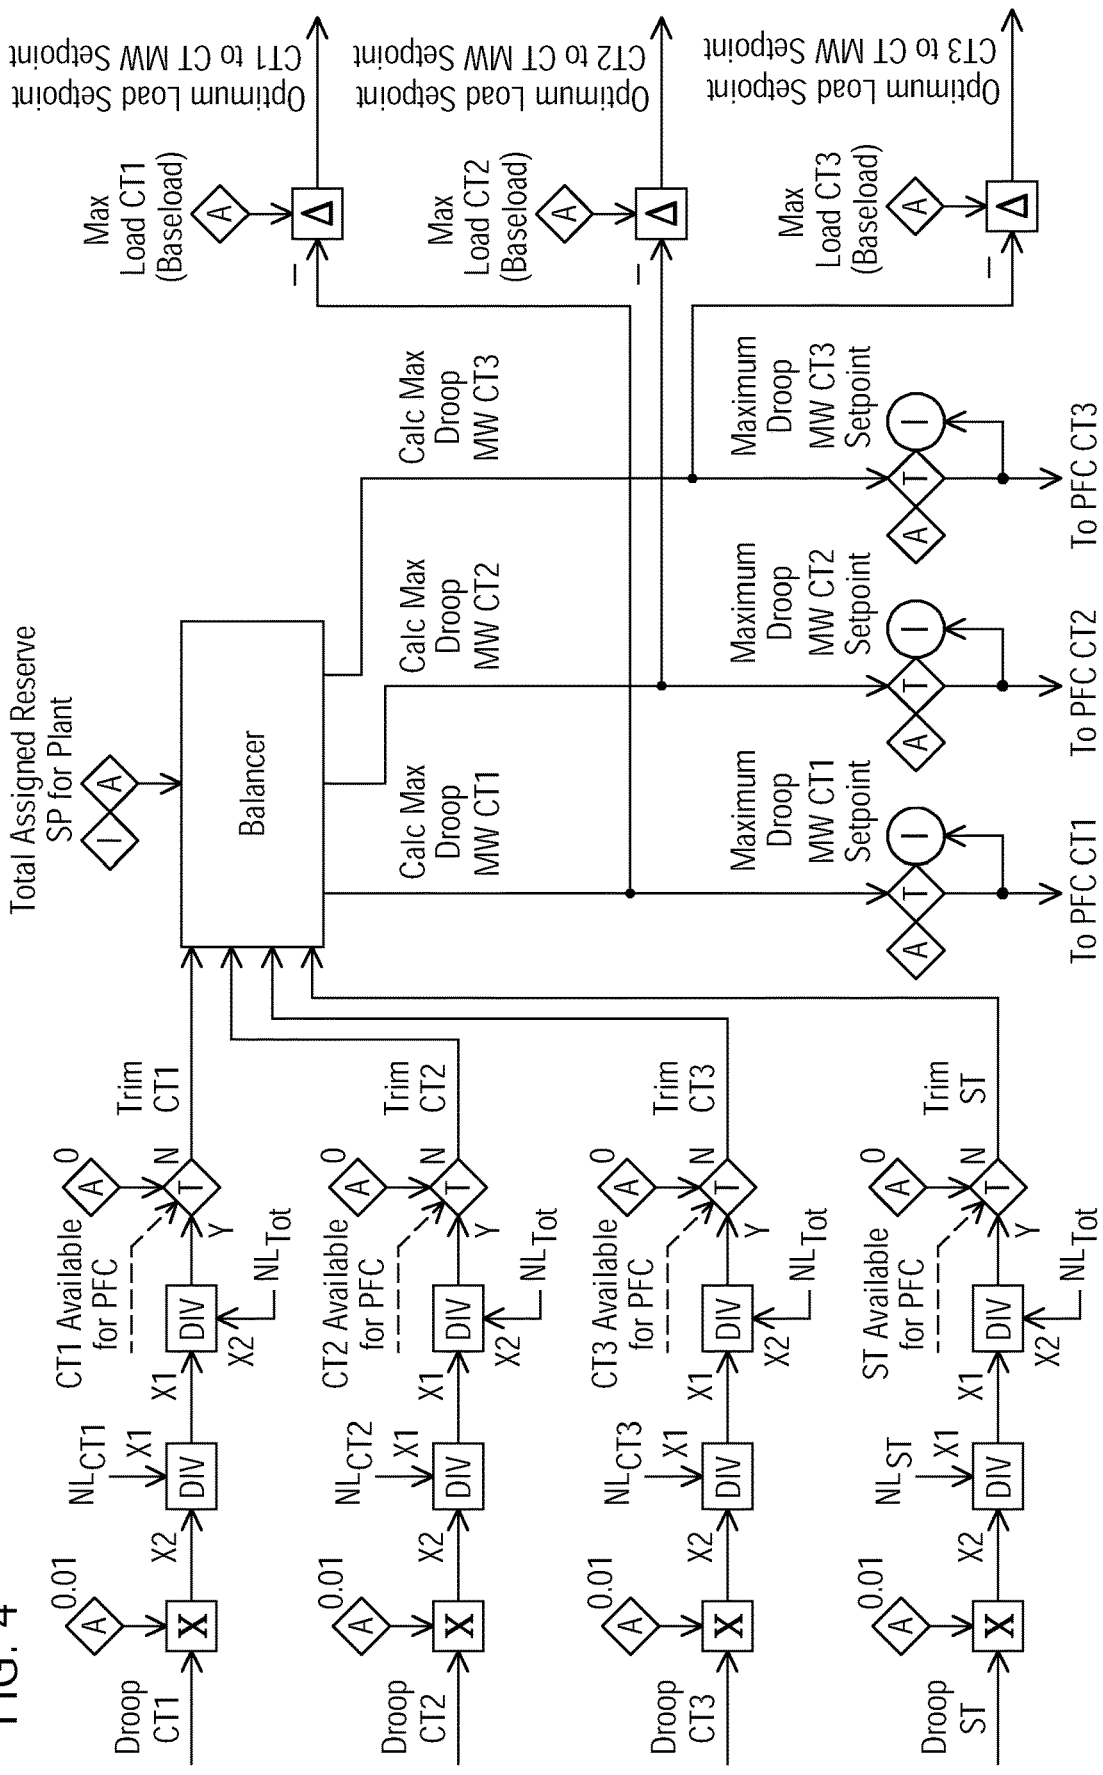 FIG. 4
Droop
CT1
0.01
A
X
X2
NLCT1
X1
DIV
X1
CT1 Available
for PFC
DIV
X2
NLTot
0
A
T
Y
N
Trim
CT1
Droop
CT2
0.01
A
X
X2
NLCT2
X1
DIV
X1
CT2 Available
for PFC
DIV
X2
NLTot
0
A
T
Y
N
Trim
CT2
Droop
CT3
0.01
A
X
X2
NLCT3
X1
DIV
X1
CT3 Available
for PFC
DIV
X2
NLTot
0
A
T
Y
N
Trim
CT3
Droop
ST
0.01
A
X
X2
NLST
X1
DIV
X1
ST Available
for PFC
DIV
X2
NLTot
0
A
T
Y
N
Trim
ST
Total Assigned Reserve
SP for Plant
I
A
Balancer
Calc Max
Droop
MW CT1
Calc Max
Droop
MW CT2
Calc Max
Droop
MW CT3
Maximum
Droop
MW CT1
Setpoint
A
T
I
To PFC CT1
Maximum
Droop
MW CT2
Setpoint
A
T
I
To PFC CT2
Maximum
Droop
MW CT3
Setpoint
A
T
I
To PFC CT3
Max
Load CT1
(Baseload)
A
Δ
–
Optimum Load Setpoint
CT1 to CT MW Setpoint
Max
Load CT2
(Baseload)
A
Δ
–
Optimum Load Setpoint
CT2 to CT MW Setpoint
Max
Load CT3
(Baseload)
A
Δ
–
Optimum Load Setpoint
CT3 to CT MW Setpoint